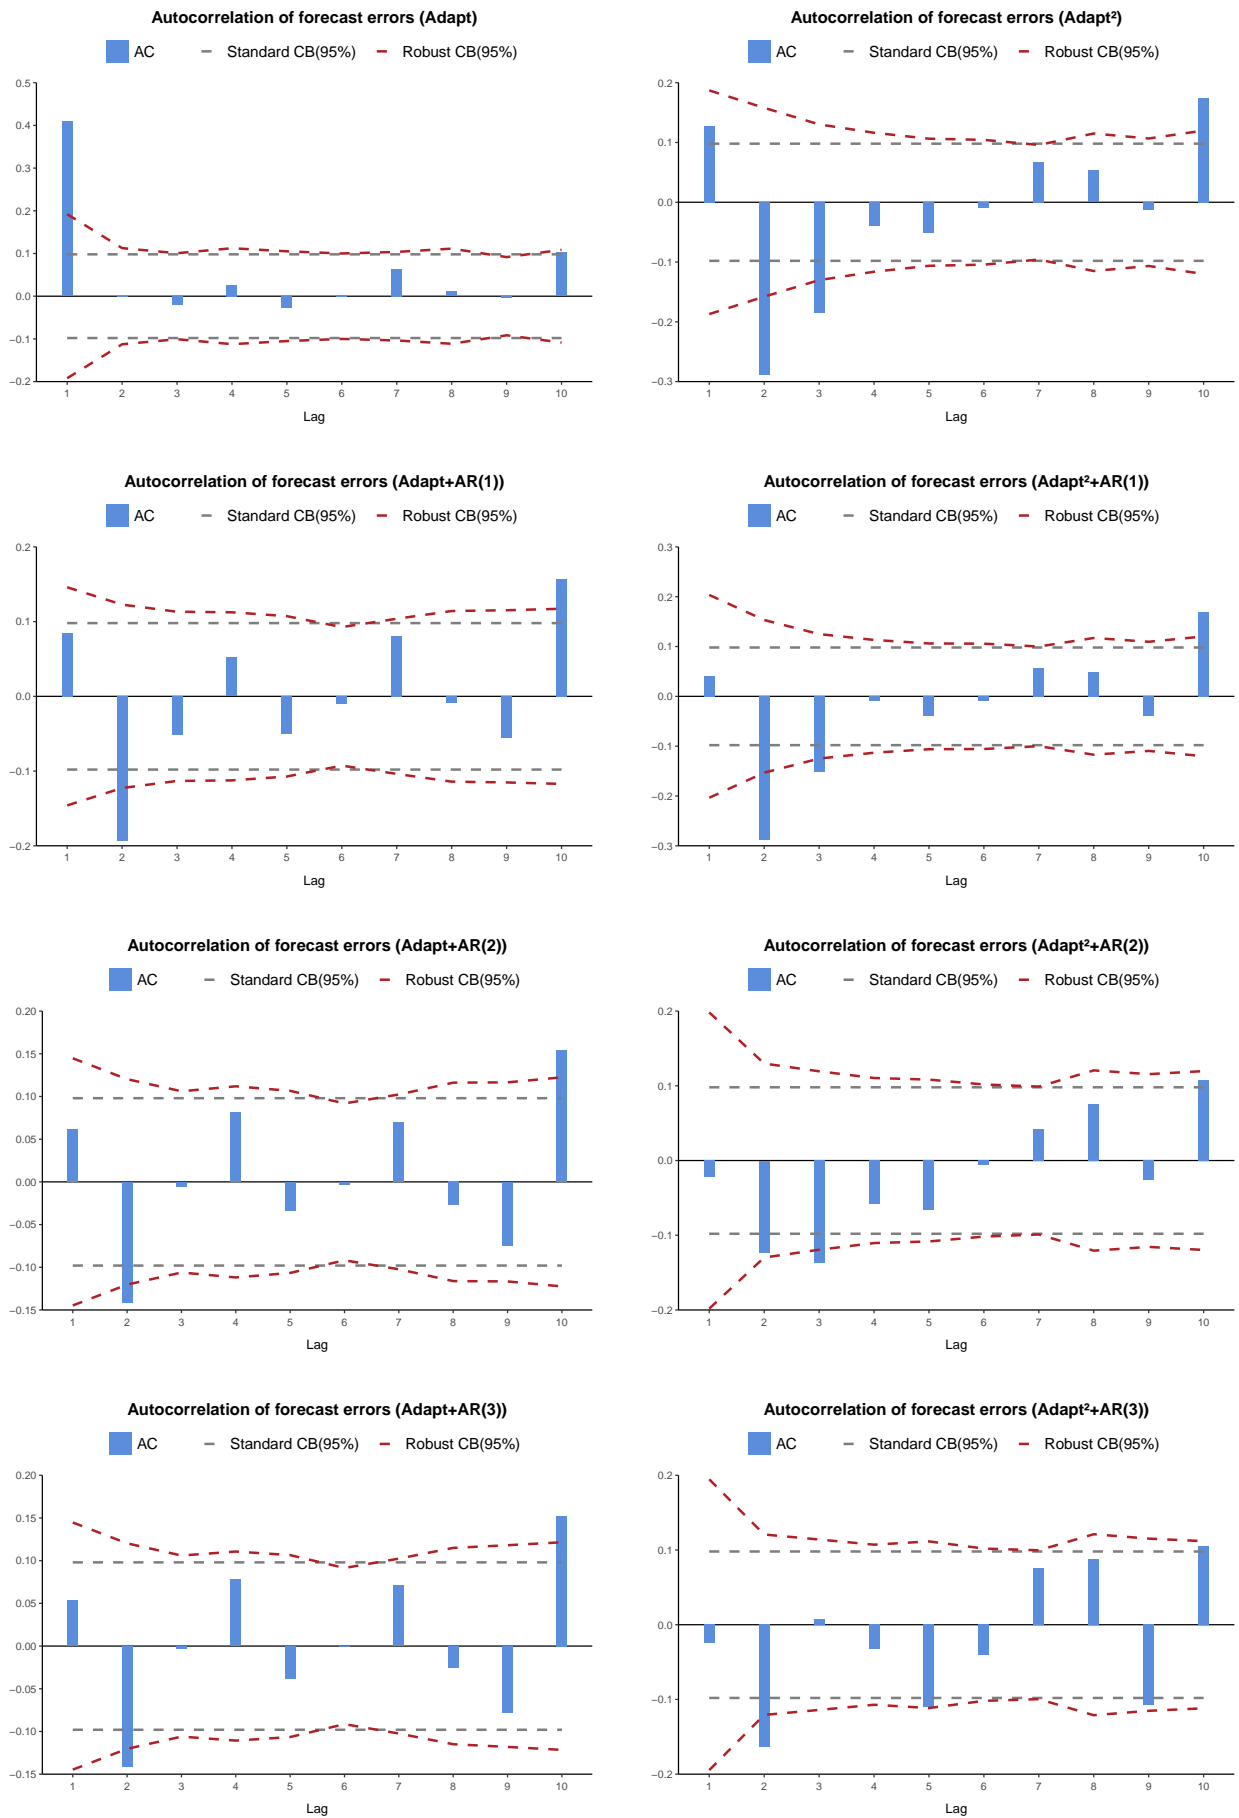 Autocorrelation of forecast errors (Adapt)
AC Standard CB(95%) Robust CB(95%)
0.5
0.4
0.3
0.2
0.1
0.0
−0.1
−0.2
1 2 3 4 5 6 7 8 9 10
Lag
Autocorrelation of forecast errors (Adapt²)
AC Standard CB(95%) Robust CB(95%)
0.2
0.1
0.0
−0.1
−0.2
−0.3
1 2 3 4 5 6 7 8 9 10
Lag
Autocorrelation of forecast errors (Adapt+AR(1))
AC Standard CB(95%) Robust CB(95%)
0.2
0.1
0.0
−0.1
−0.2
1 2 3 4 5 6 7 8 9 10
Lag
Autocorrelation of forecast errors (Adapt²+AR(1))
AC Standard CB(95%) Robust CB(95%)
0.3
0.2
0.1
0.0
−0.1
−0.2
−0.3
1 2 3 4 5 6 7 8 9 10
Lag
Autocorrelation of forecast errors (Adapt+AR(2))
AC Standard CB(95%) Robust CB(95%)
0.20
0.15
0.10
0.05
0.00
−0.05
−0.10
−0.15
1 2 3 4 5 6 7 8 9 10
Lag
Autocorrelation of forecast errors (Adapt²+AR(2))
AC Standard CB(95%) Robust CB(95%)
0.2
0.1
0.0
−0.1
−0.2
1 2 3 4 5 6 7 8 9 10
Lag
Autocorrelation of forecast errors (Adapt+AR(3))
AC Standard CB(95%) Robust CB(95%)
0.20
0.15
0.10
0.05
0.00
−0.05
−0.10
−0.15
1 2 3 4 5 6 7 8 9 10
Lag
Autocorrelation of forecast errors (Adapt²+AR(3))
AC Standard CB(95%) Robust CB(95%)
0.2
0.1
0.0
−0.1
−0.2
1 2 3 4 5 6 7 8 9 10
Lag